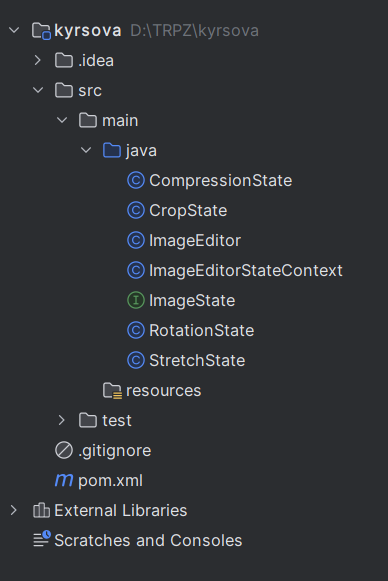 kyrsova D:\TRPZ\kyrsova
.idea
src
main
java
CompressionState
CropState
ImageEditor
ImageEditorStateContext
ImageState
RotationState
StretchState
resources
test
.gitignore
pom.xml
External Libraries
Scratches and Consoles